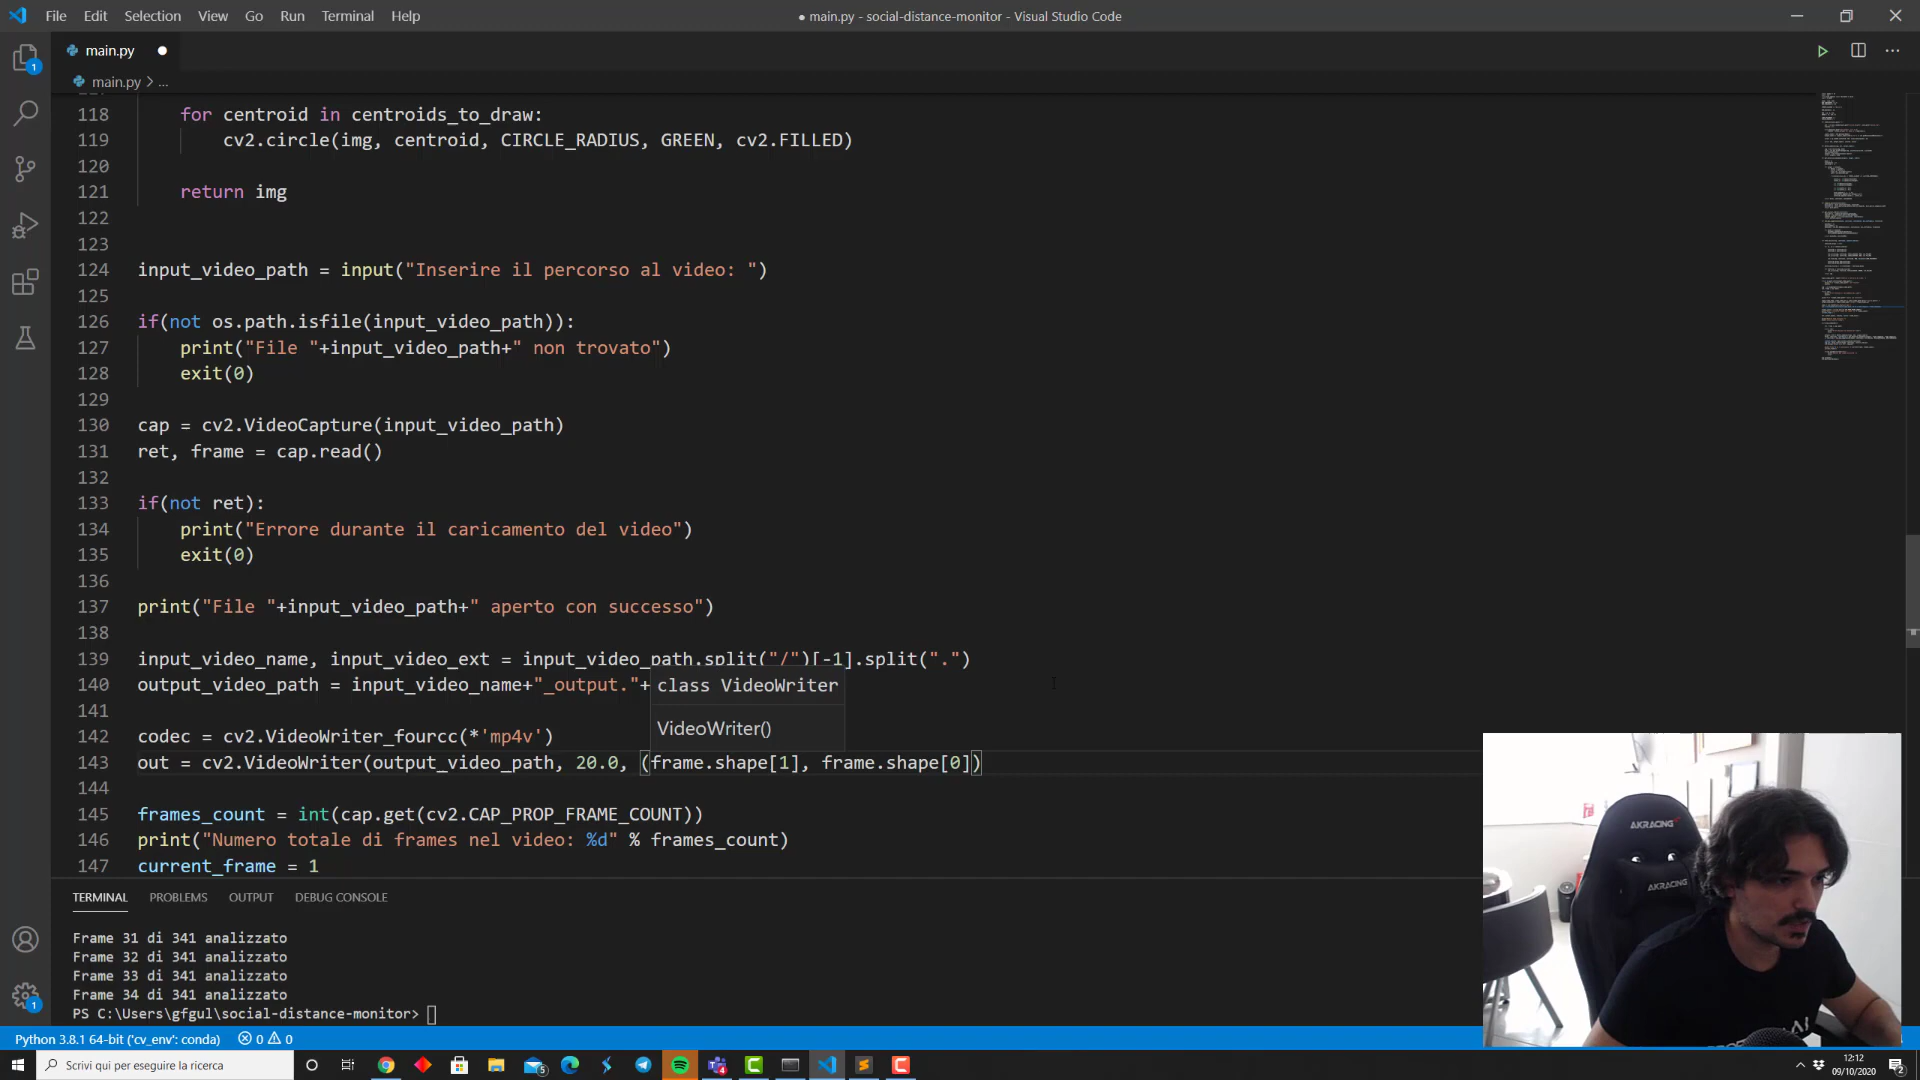 File Edit Selection View Go Run Terminal Help
● main.py - social-distance-monitor - Visual Studio Code
main.py
main.py > ...
118 for centroid in centroids_to_draw:
119 cv2.circle(img, centroid, CIRCLE_RADIUS, GREEN, cv2.FILLED)
120
121 return img
122
123
124 input_video_path = input("Inserire il percorso al video: ")
125
126 if(not os.path.isfile(input_video_path)):
127 print("File "+input_video_path+" non trovato")
128 exit(0)
129
130 cap = cv2.VideoCapture(input_video_path)
131 ret, frame = cap.read()
132
133 if(not ret):
134 print("Errore durante il caricamento del video")
135 exit(0)
136
137 print("File "+input_video_path+" aperto con successo")
138
139 input_video_name, input_video_ext = input_video_path.split("/")[-1].split(".")
140 output_video_path = input_video_name+"_output."+
class VideoWriter
141
VideoWriter()
142 codec = cv2.VideoWriter_fourcc(*'mp4v')
143 out = cv2.VideoWriter(output_video_path, 20.0, (frame.shape[1], frame.shape[0])
144
145 frames_count = int(cap.get(cv2.CAP_PROP_FRAME_COUNT))
146 print("Numero totale di frames nel video: %d" % frames_count)
147 current_frame = 1
TERMINAL PROBLEMS OUTPUT DEBUG CONSOLE
Frame 31 di 341 analizzato
Frame 32 di 341 analizzato
Frame 33 di 341 analizzato
Frame 34 di 341 analizzato
PS C:\Users\gfgul\social-distance-monitor>
AKRACING
AKRACING
Python 3.8.1 64-bit ('cv_env': conda) 0 0
Scrivi qui per eseguire la ricerca
12:12
09/10/2020